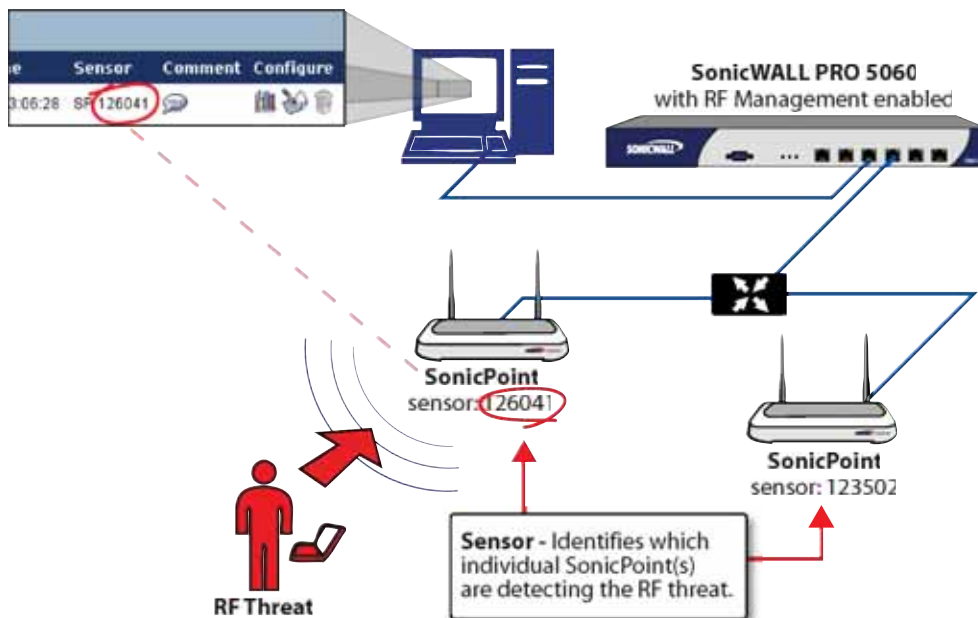 Sensor Comment Configure
3:06:28 SP 126041
SonicWALL PRO 5060
with RF Management enabled
SONICWALL
SonicPoint
sensor: 126041
SonicPoint
sensor: 123502
Sensor - Identifies which
individual SonicPoint(s)
are detecting the RF threat.
RF Threat